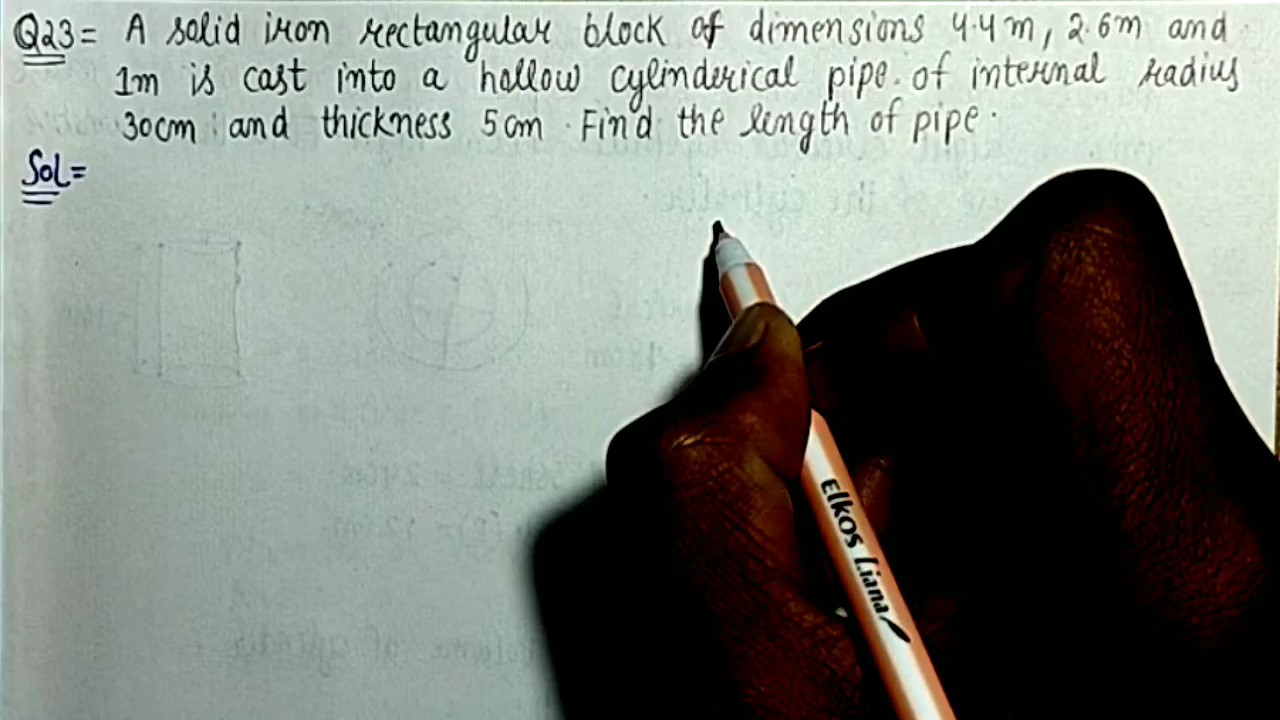 Q23= A solid iron rectangular block of dimensions 4.4m, 2.6m and
1m is cast into a hollow cylinderical pipe. of internal radius
30cm and thickness 5cm. Find the length of pipe.
Sol=
Elkos Liana